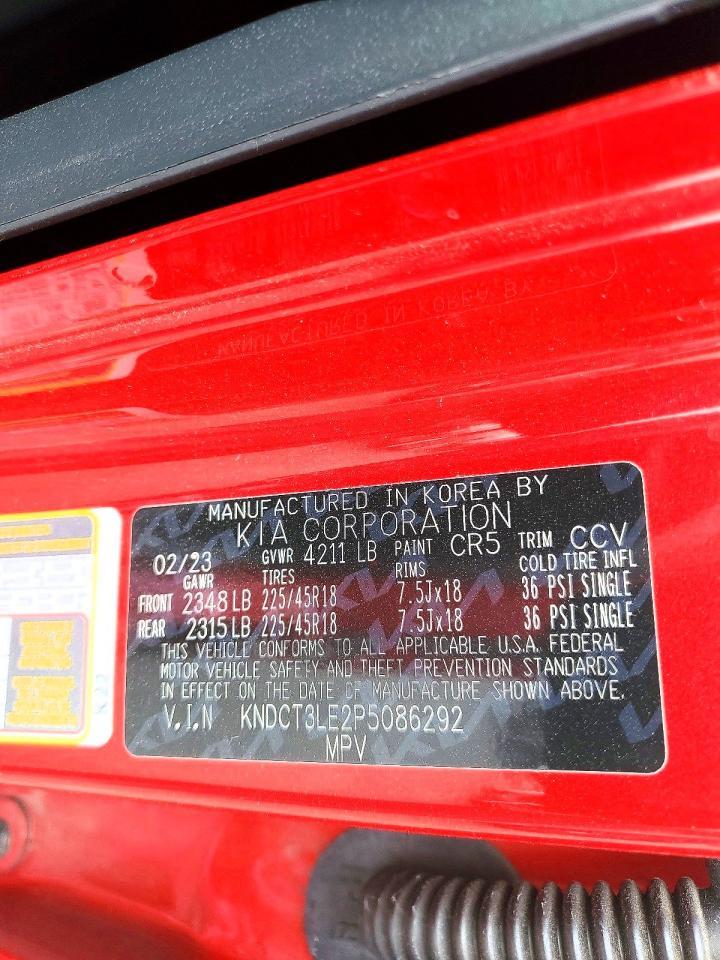 MANUFACTURED IN KOREA BY
KIA CORPORATION
02/23 GVWR 4211 LB PAINT CR5 TRIM CCV
GAWR TIRES RIMS COLD TIRE INFL
FRONT 2348 LB 225/45R18 7.5Jx18 36 PSI SINGLE
REAR 2315 LB 225/45R18 7.5Jx18 36 PSI SINGLE
THIS VEHICLE CONFORMS TO ALL APPLICABLE U.S.A. FEDERAL
MOTOR VEHICLE SAFETY AND THEFT PREVENTION STANDARDS
IN EFFECT ON THE DATE OF MANUFACTURE SHOWN ABOVE.
V.I.N KNDCT3LE2P5086292
MPV